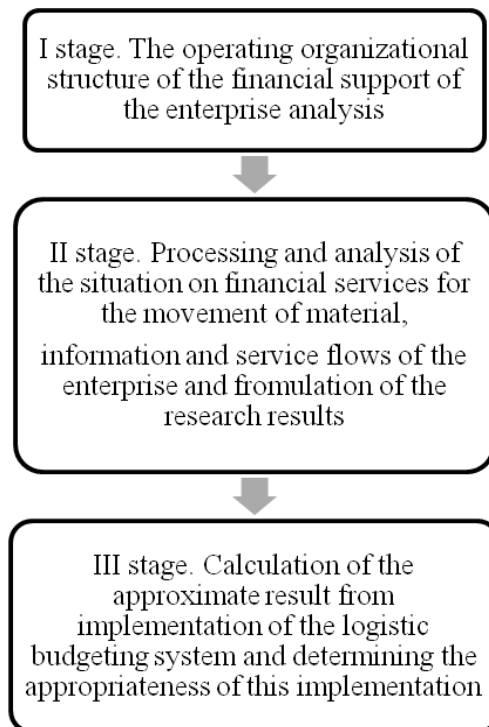 I stage. The operating organizational
structure of the financial support of
the enterprise analysis
II stage. Processing and analysis of
the situation on financial services for
the movement of material,
information and service flows of the
enterprise and fromulation of the
research results
III stage. Calculation of the
approximate result from
implementation of the logistic
budgeting system and determining the
appropriateness of this implementation